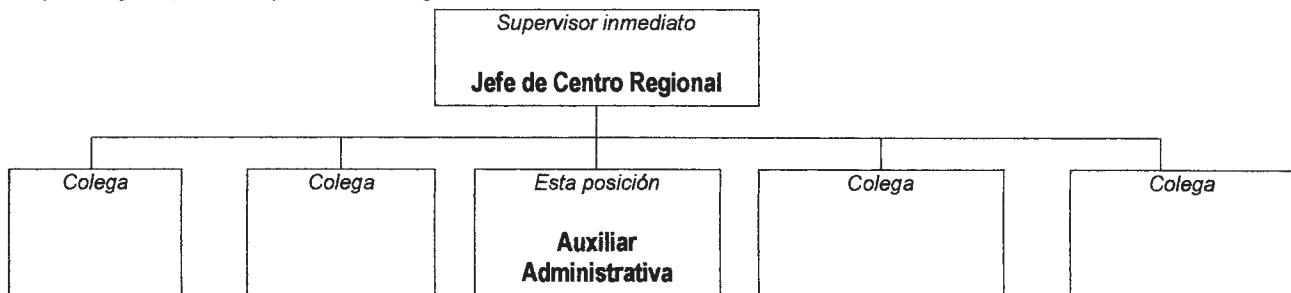 Supervisor inmediato
Jefe de Centro Regional
Colega
Colega
Esta posición
Colega
Colega
Auxiliar
Administrativa